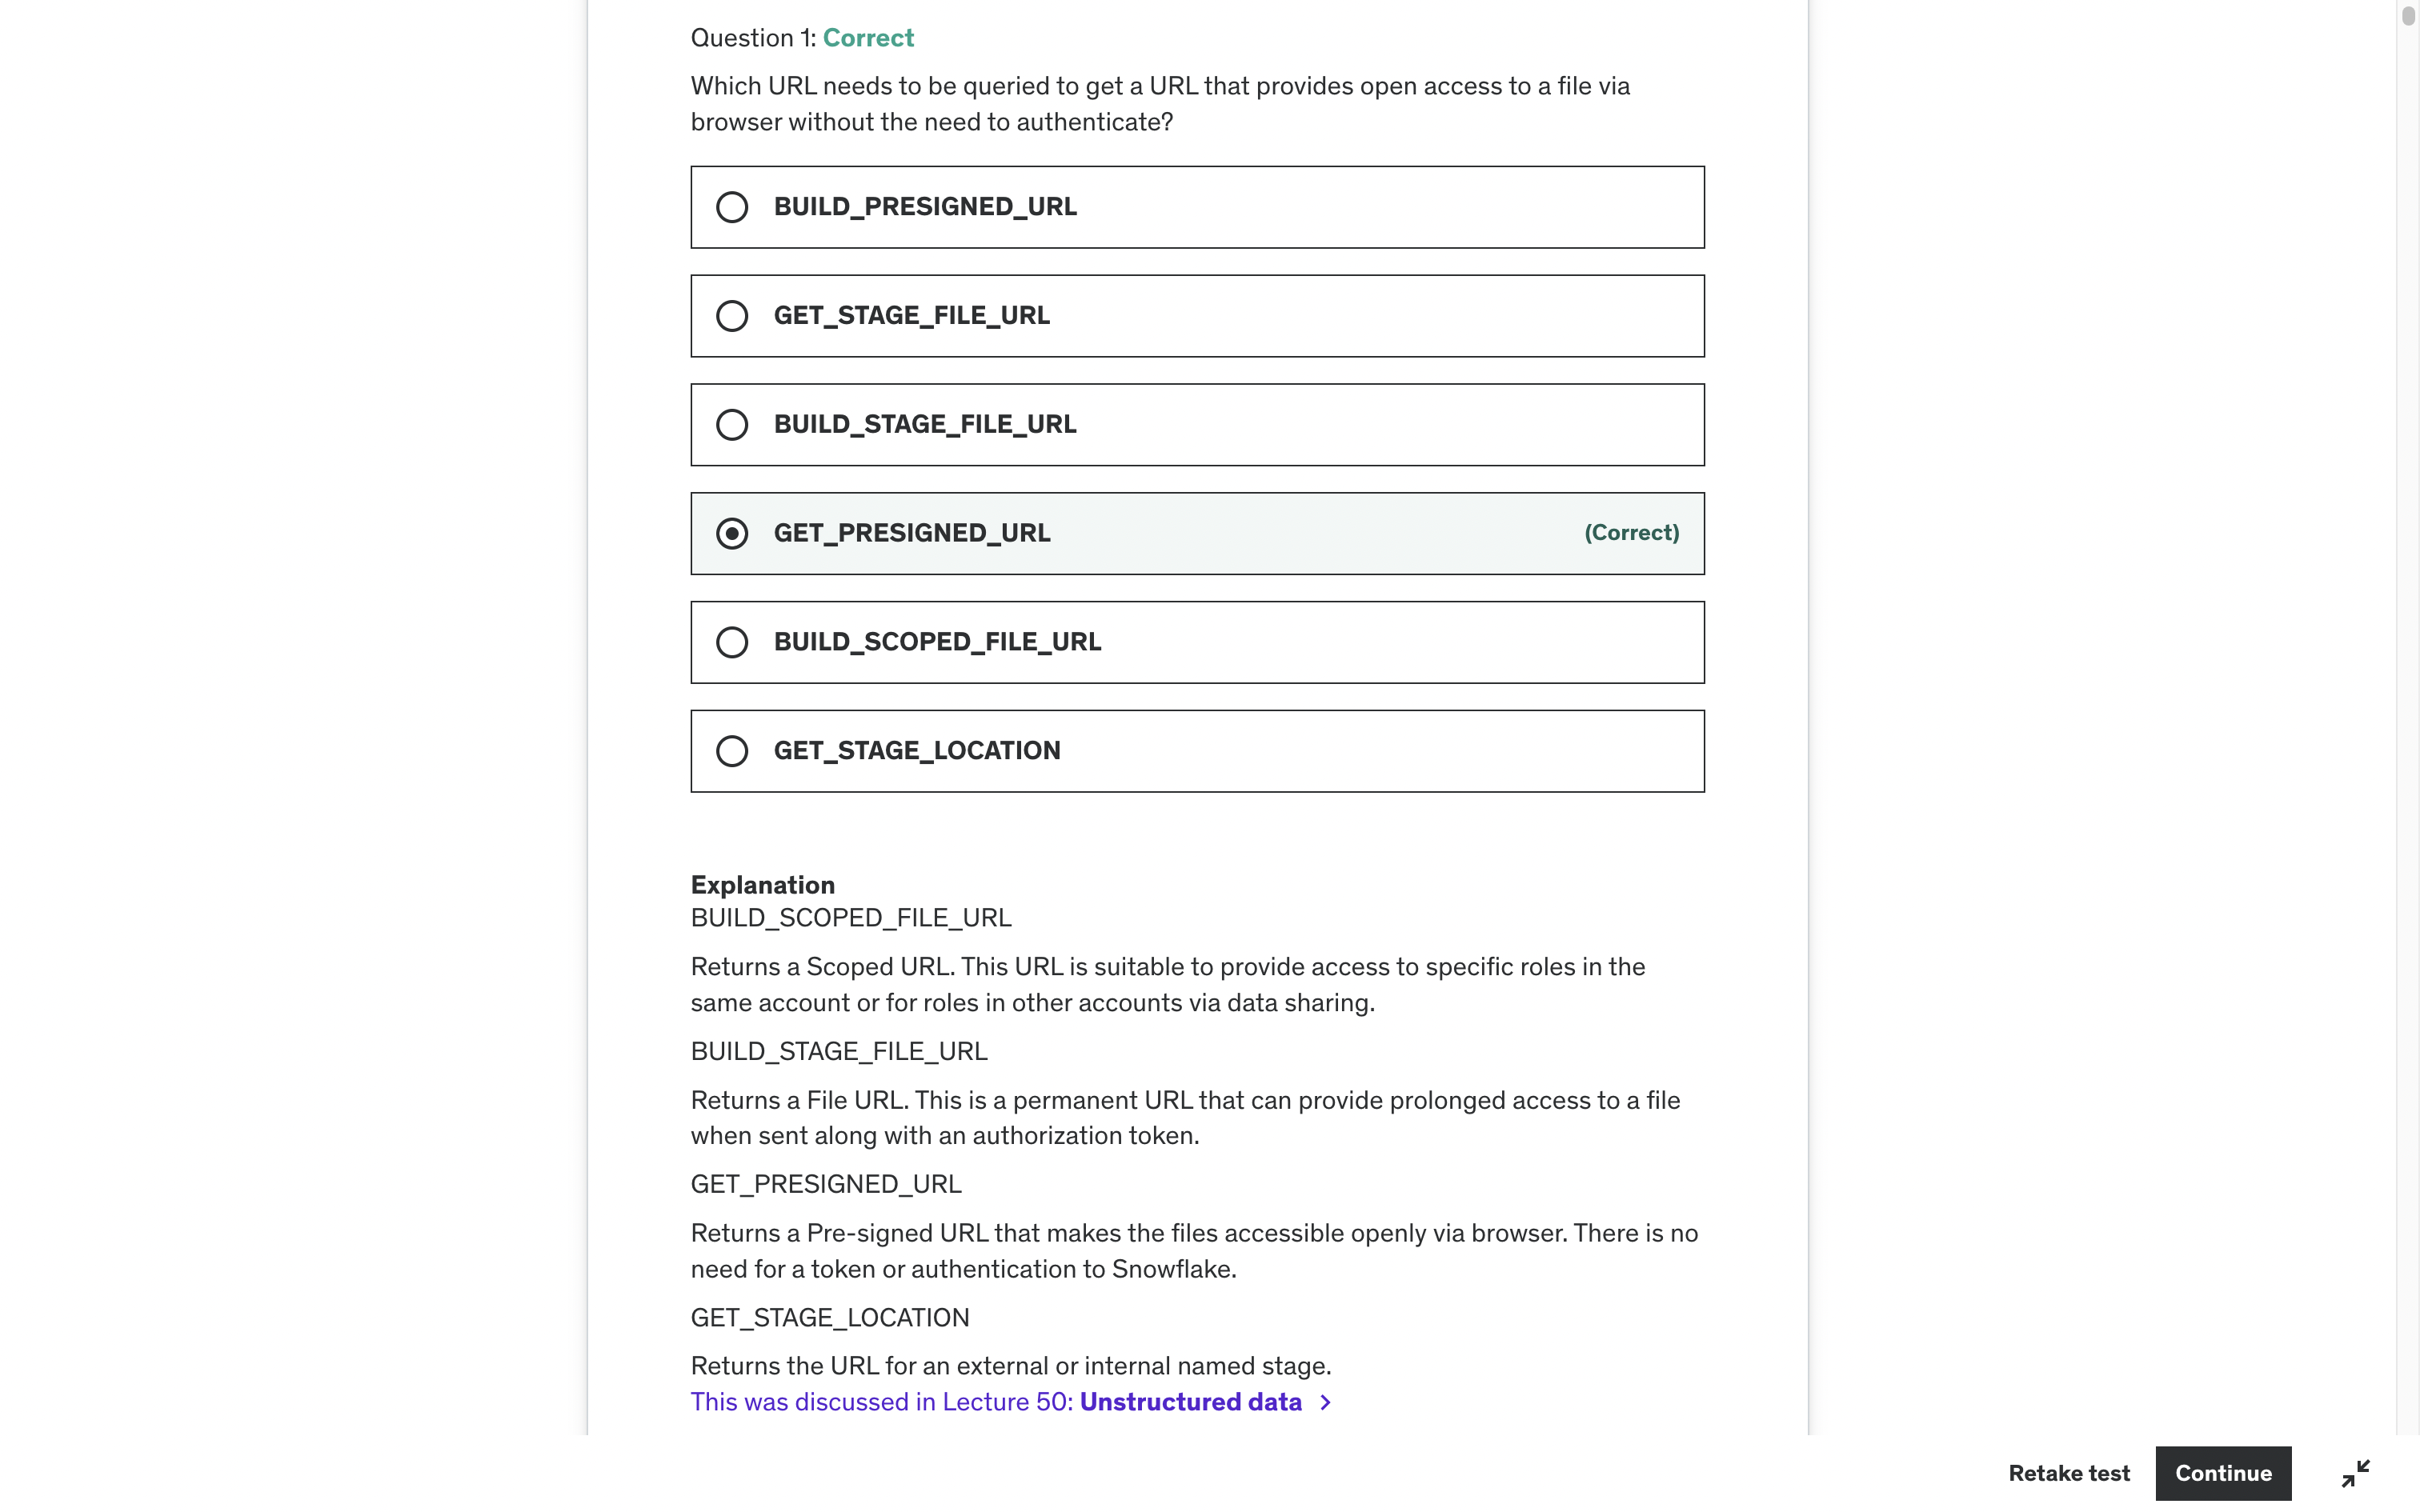 Question 1: Correct
Which URL needs to be queried to get a URL that provides open access to a file via
browser without the need to authenticate?
BUILD_PRESIGNED_URL
GET_STAGE_FILE_URL
BUILD_STAGE_FILE_URL
GET_PRESIGNED_URL (Correct)
BUILD_SCOPED_FILE_URL
GET_STAGE_LOCATION
Explanation
BUILD_SCOPED_FILE_URL
Returns a Scoped URL. This URL is suitable to provide access to specific roles in the
same account or for roles in other accounts via data sharing.
BUILD_STAGE_FILE_URL
Returns a File URL. This is a permanent URL that can provide prolonged access to a file
when sent along with an authorization token.
GET_PRESIGNED_URL
Returns a Pre-signed URL that makes the files accessible openly via browser. There is no
need for a token or authentication to Snowflake.
GET_STAGE_LOCATION
Returns the URL for an external or internal named stage.
This was discussed in Lecture 50: Unstructured data >
Retake test Continue